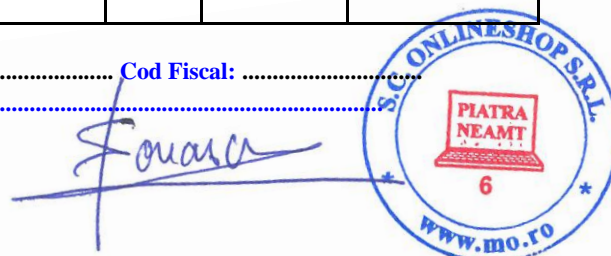 Cod Fiscal:
S.C. ONLINESHOP S.R.L.
PIATRA
NEAMT
6
* www.mo.ro *